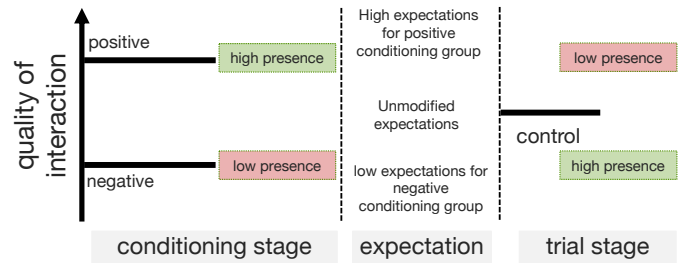 quality of
interaction
positive
high presence
negative
low presence
High expectations
for positive
conditioning group
Unmodified
expectations
low expectations for
negative
conditioning group
low presence
control
high presence
conditioning stage
expectation
trial stage